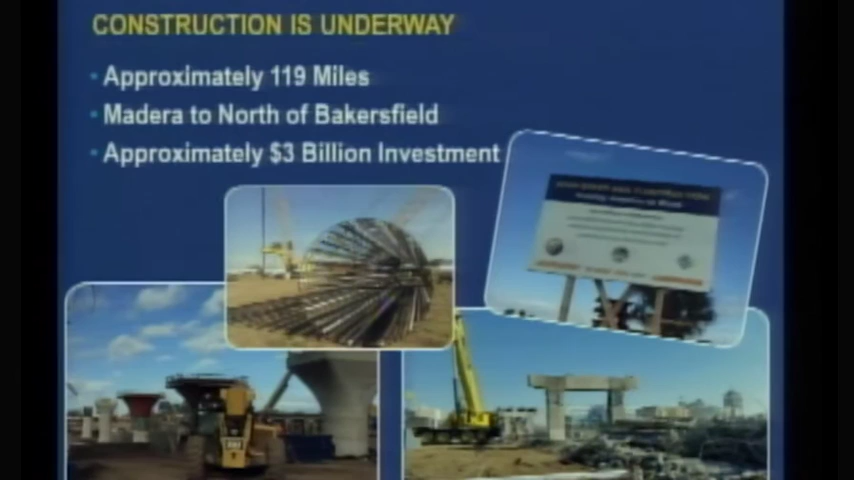 CONSTRUCTION IS UNDERWAY
• Approximately 119 Miles
• Madera to North of Bakersfield
• Approximately $3 Billion Investment